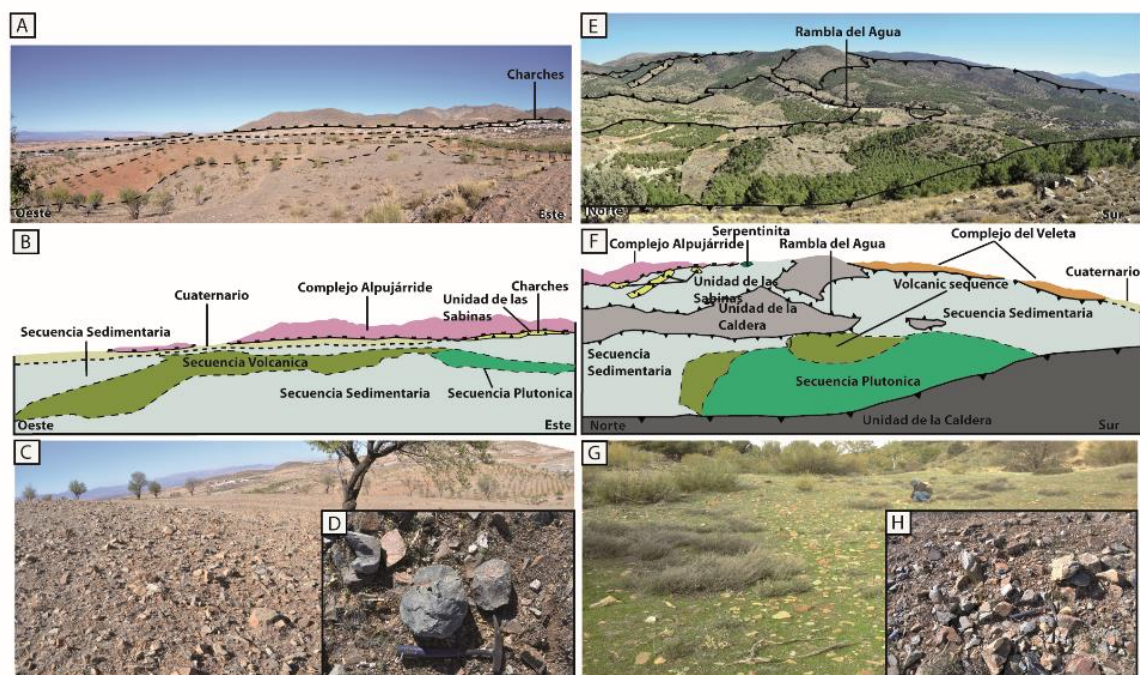 A
Charches
Oeste
Este
B
Cuaternario
Complejo Alpujárride
Unidad de las
Sabinas
Charches
Secuencia Sedimentaria
Secuencia Volcanica
Secuencia Sedimentaria
Secuencia Plutonica
Oeste
Este
C
D
E
Rambla del Agua
Norte
Sur
F
Serpentinita
Complejo Alpujárride
Rambla del Agua
Complejo del Veleta
Cuaternario
Unidad de las
Sabinas
Volcanic sequence
Unidad de la
Caldera
Secuencia Sedimentaria
Secuencia
Sedimentaria
Secuencia Plutonica
Unidad de la Caldera
Norte
Sur
G
H